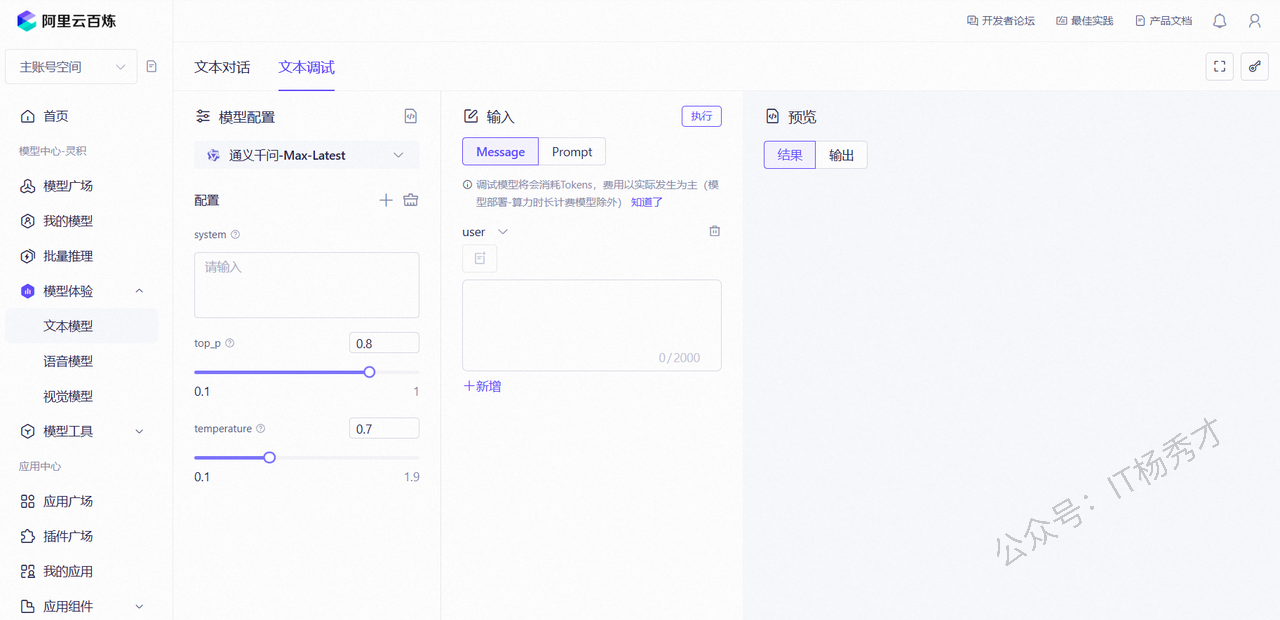 阿里云百炼
开发者论坛 最佳实践 产品文档
主账号空间
文本对话 文本调试
首页
模型中心-灵积
模型广场
我的模型
批量推理
模型体验
文本模型
语音模型
视觉模型
模型工具
应用中心
应用广场
插件广场
我的应用
应用组件
模型配置
通义千问-Max-Latest
配置
system
请输入
top_p 0.8
0.1 1
temperature 0.7
0.1 1.9
输入 执行
Message Prompt
调试模型将会消耗Tokens，费用以实际发生为主（模
型部署-算力时长计费模型除外） 知道了
user
0/2000
+新增
预览
结果 输出
公众号：IT杨秀才